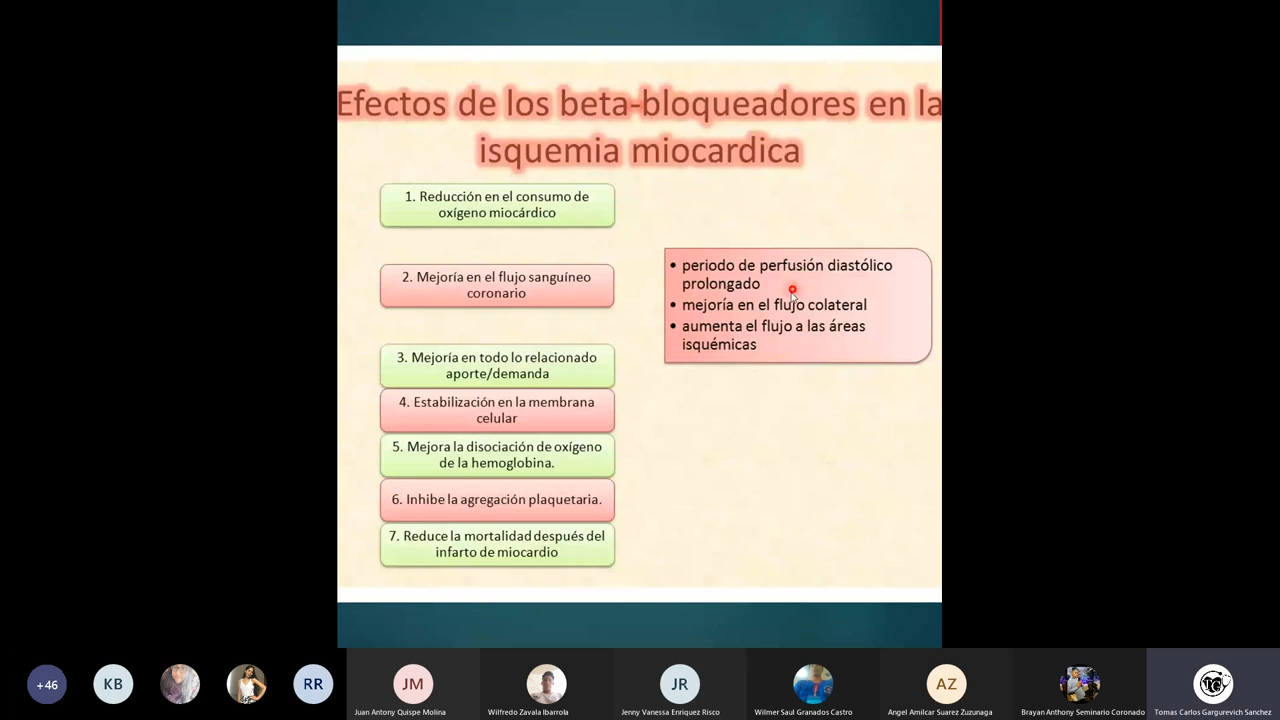 Efectos de los beta-bloqueadores en la
isquemia miocardica
1. Reducción en el consumo de
oxígeno miocárdico
2. Mejoría en el flujo sanguíneo
coronario
• periodo de perfusión diastólico
prolongado
• mejoría en el flujo colateral
• aumenta el flujo a las áreas
isquémicas
3. Mejoría en todo lo relacionado
aporte/demanda
4. Estabilización en la membrana
celular
5. Mejora la disociación de oxígeno
de la hemoglobina.
6. Inhibe la agregación plaquetaria.
7. Reduce la mortalidad después del
infarto de miocardio
+46
KB
RR
JM
JR
AZ
Juan Antony Quispe Molina
Wilfredo Zavala Ibarrola
Jenny Vanessa Enriquez Risco
Wilmer Saul Granados Castro
Angel Amilcar Suarez Zuzunaga
Brayan Anthony Seminario Coronado
Tomas Carlos Gargurevich Sanchez